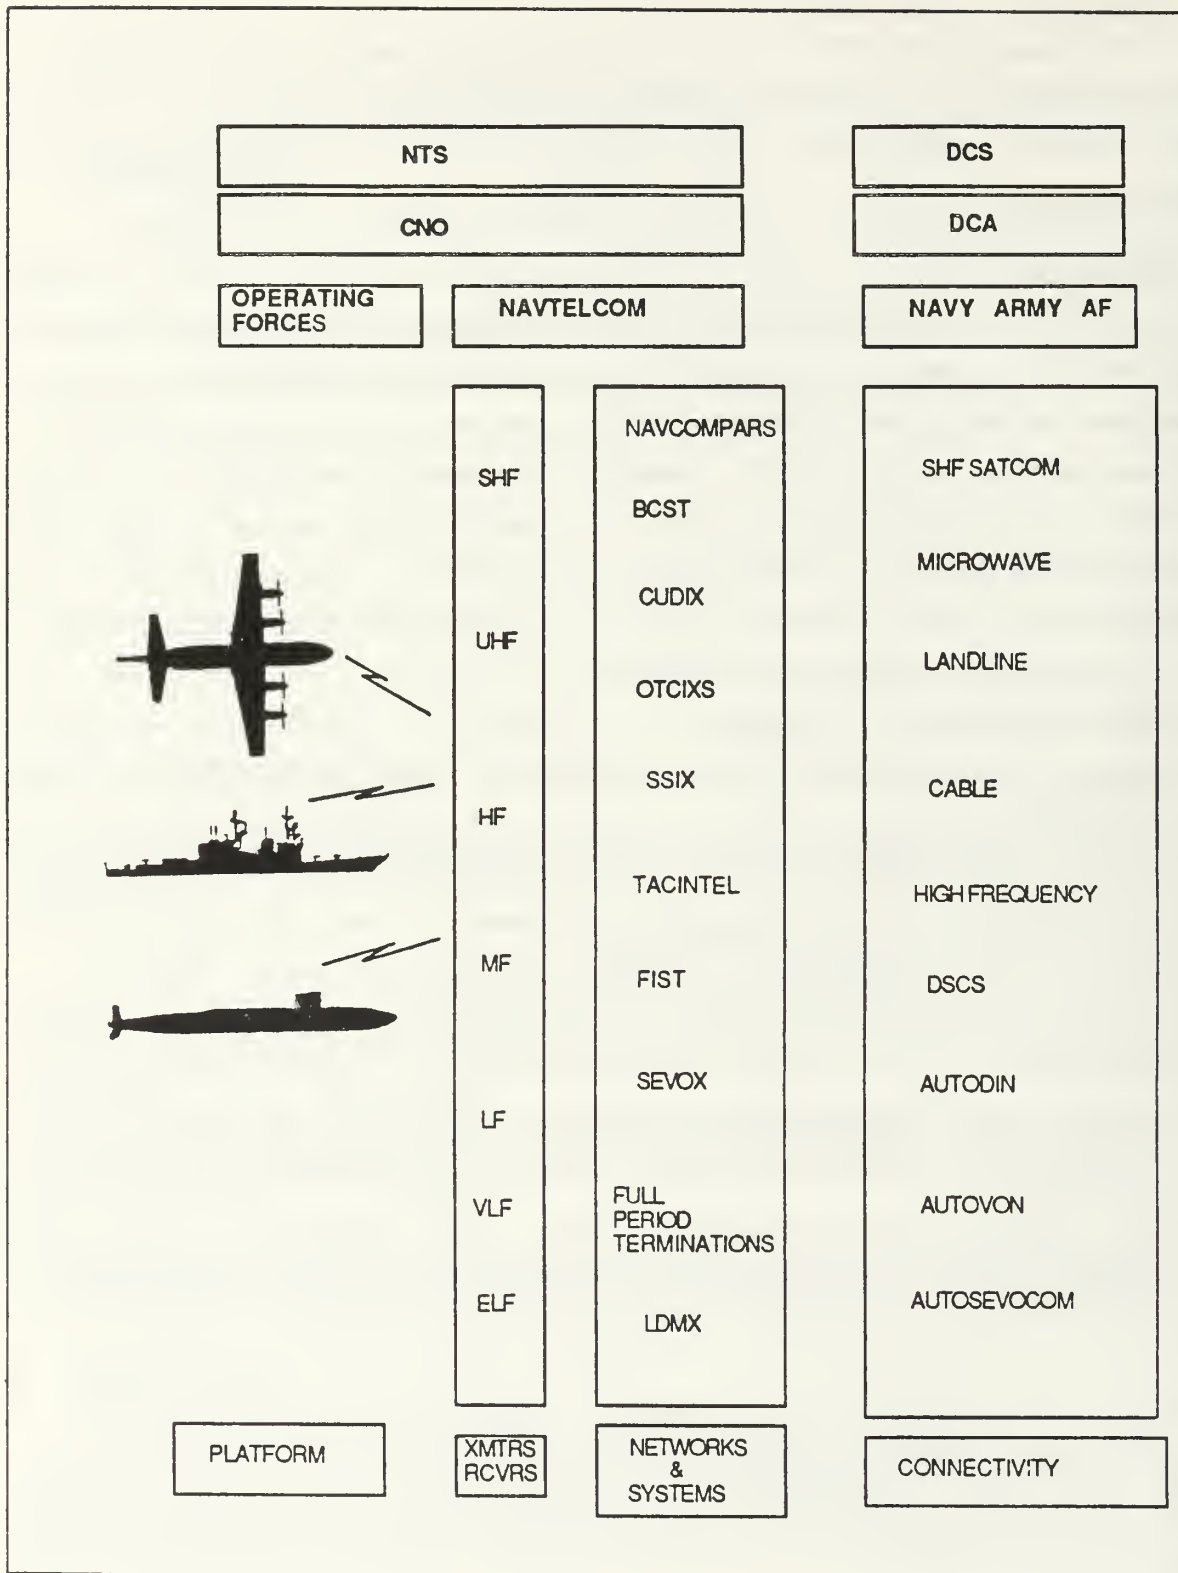 NTS
DCS
CNO
DCA
OPERATING
FORCES
NAVTELCOM
NAVY ARMY AF
SHF
UHF
HF
MF
LF
VLF
ELF
NAVCOMPARS
BCST
CUDIX
OTCIXS
SSIX
TACINTEL
FIST
SEVOX
FULL
PERIOD
TERMINATIONS
LDMX
SHF SATCOM
MICROWAVE
LANDLINE
CABLE
HIGH FREQUENCY
DSCS
AUTODIN
AUTOVON
AUTOSEVOCOM
PLATFORM
XMTRS
RCVRS
NETWORKS
&
SYSTEMS
CONNECTIVITY